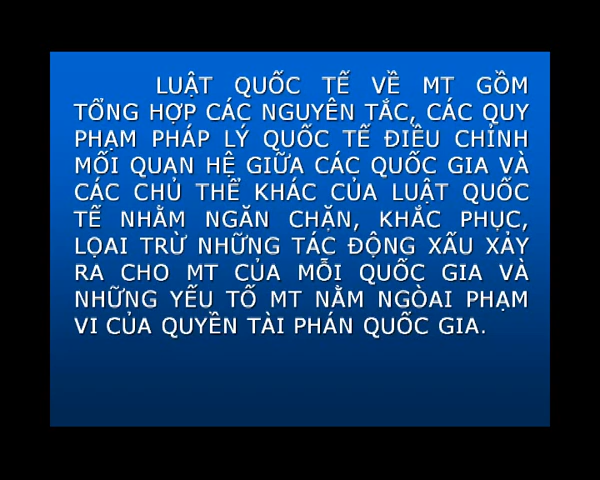 LUẬT QUỐC TẾ VỀ MT GỒM
TỔNG HỢP CÁC NGUYÊN TẮC, CÁC QUY
PHẠM PHÁP LÝ QUỐC TẾ ĐIỀU CHỈNH
MỐI QUAN HỆ GIỮA CÁC QUỐC GIA VÀ
CÁC CHỦ THỂ KHÁC CỦA LUẬT QUỐC
TẾ NHẰM NGĂN CHẶN, KHẮC PHỤC,
LỌAI TRỪ NHỮNG TÁC ĐỘNG XẤU XẢY
RA CHO MT CỦA MỖI QUỐC GIA VÀ
NHỮNG YẾU TỐ MT NẰM NGÒAI PHẠM
VI CỦA QUYỀN TÀI PHÁN QUỐC GIA.